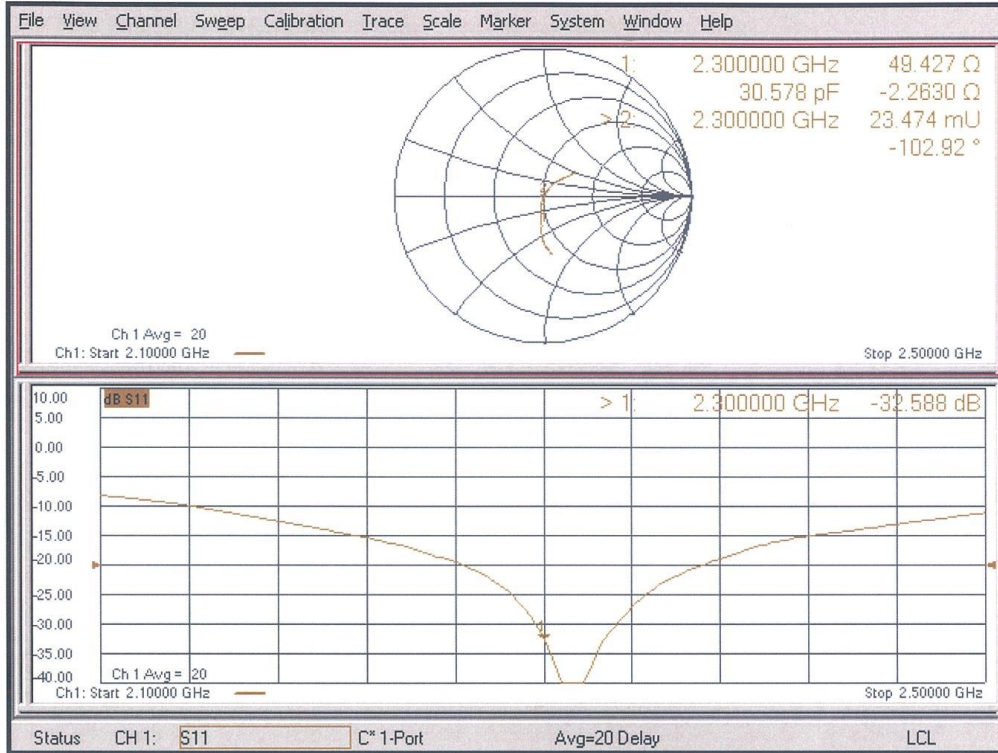 File View Channel Sweep Calibration Trace Scale Marker System Window Help
1: 2.300000 GHz 49.427 Ω
30.578 pF -2.2630 Ω
> 2: 2.300000 GHz 23.474 mU
-102.92 °
Ch 1 Avg = 20
Ch1: Start 2.10000 GHz Stop 2.50000 GHz
10.00 dB S11 > 1: 2.300000 GHz -32.588 dB
5.00
0.00
-5.00
-10.00
-15.00
-20.00
-25.00
-30.00
-35.00
-40.00 Ch 1 Avg = 20
Ch1: Start 2.10000 GHz Stop 2.50000 GHz
Status CH 1: S11 C* 1-Port Avg=20 Delay LCL